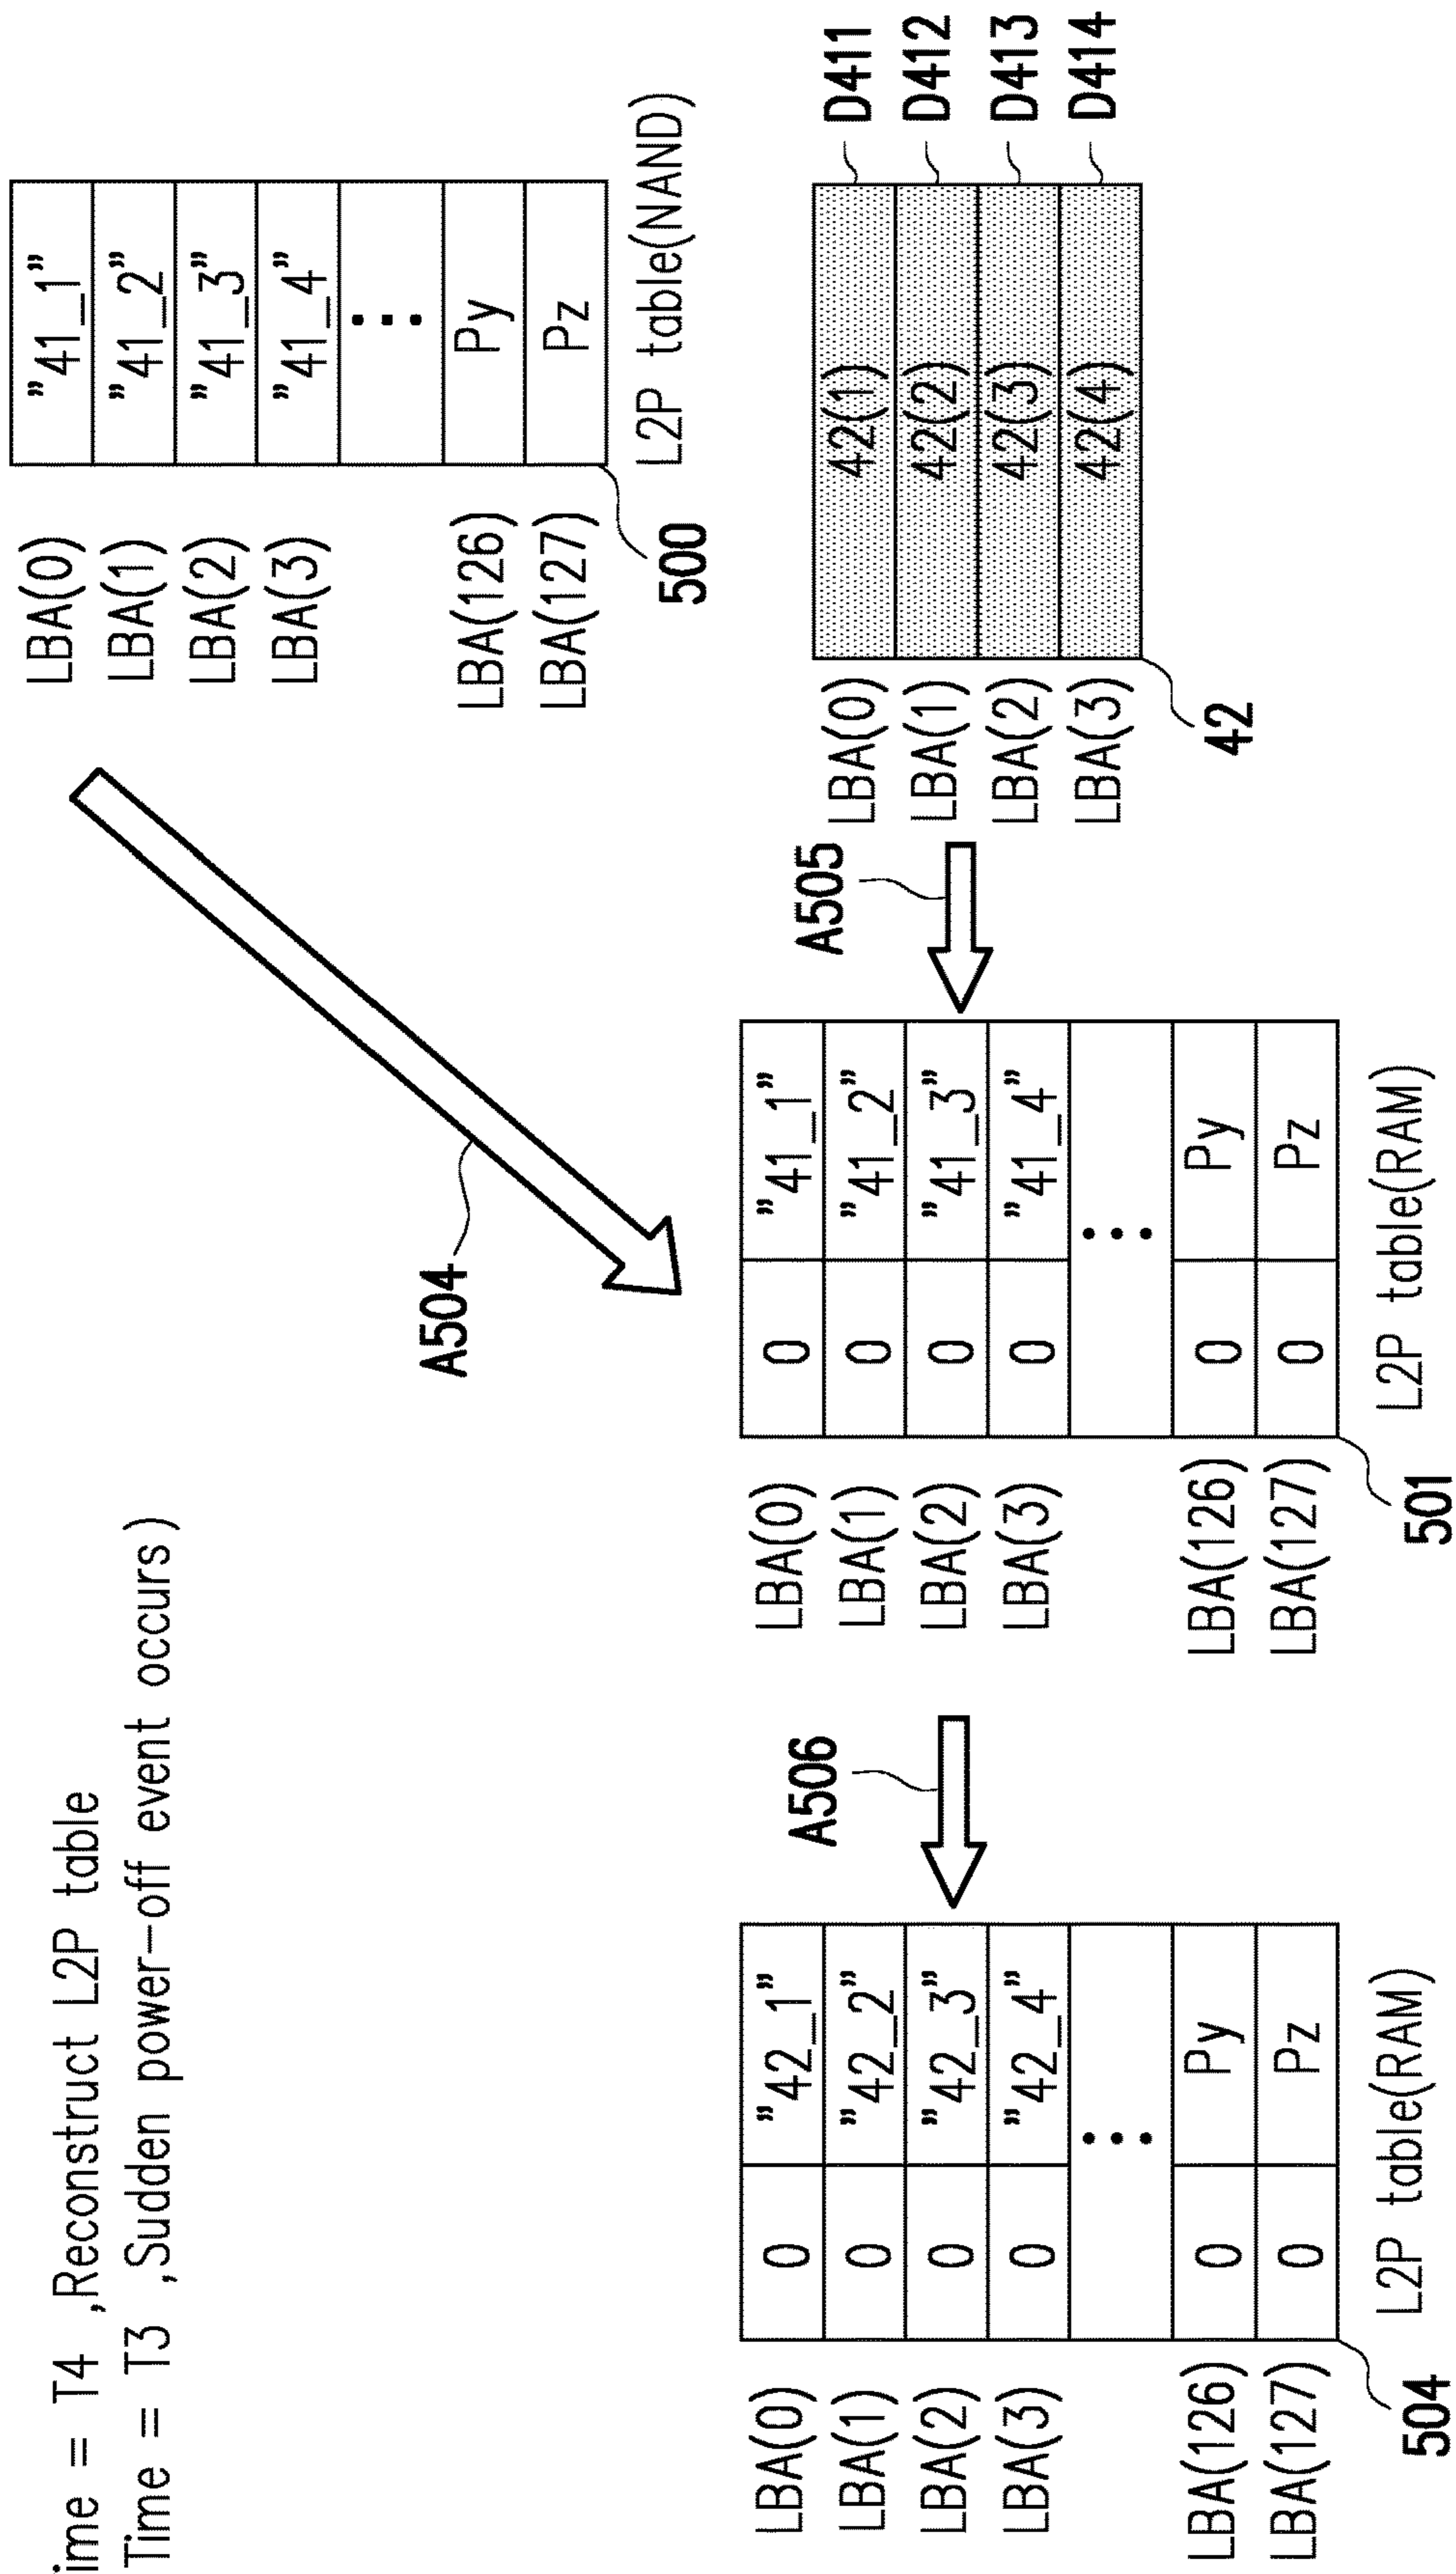 ime = T4 ,Reconstruct L2P table
Time = T3 ,Sudden power-off event occurs)
LBA(0) "41_1"
LBA(1) "41_2"
LBA(2) "41_3"
LBA(3) "41_4"
⋮
LBA(126) Py
LBA(127) Pz
500
L2P table(NAND)
A504
A506
A505
LBA(0) 0 "42_1"
LBA(1) 0 "42_2"
LBA(2) 0 "42_3"
LBA(3) 0 "42_4"
⋮
LBA(126) 0 Py
LBA(127) 0 Pz
504
L2P table(RAM)
LBA(0) 0 "41_1"
LBA(1) 0 "41_2"
LBA(2) 0 "41_3"
LBA(3) 0 "41_4"
⋮
LBA(126) 0 Py
LBA(127) 0 Pz
501
L2P table(RAM)
LBA(0) 42(1) D411
LBA(1) 42(2) D412
LBA(2) 42(3) D413
LBA(3) 42(4) D414
42